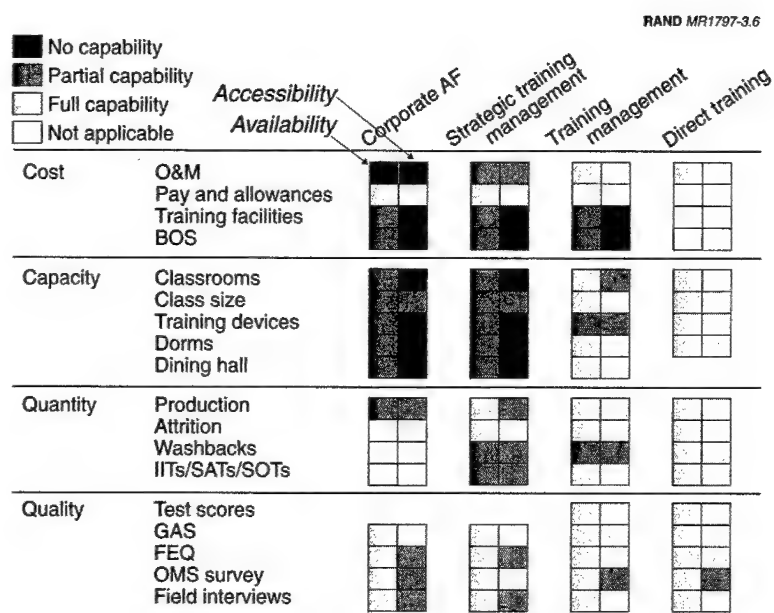 RAND MR1797-3.6
No capability
Partial capability
Full capability
Not applicable
Accessibility
Availability
Corporate AF
Strategic training
management
Training
management
Direct training
Cost
O&M
Pay and allowances
Training facilities
BOS
Capacity
Classrooms
Class size
Training devices
Dorms
Dining hall
Quantity
Production
Attrition
Washbacks
IITs/SATs/SOTs
Quality
Test scores
GAS
FEQ
OMS survey
Field interviews